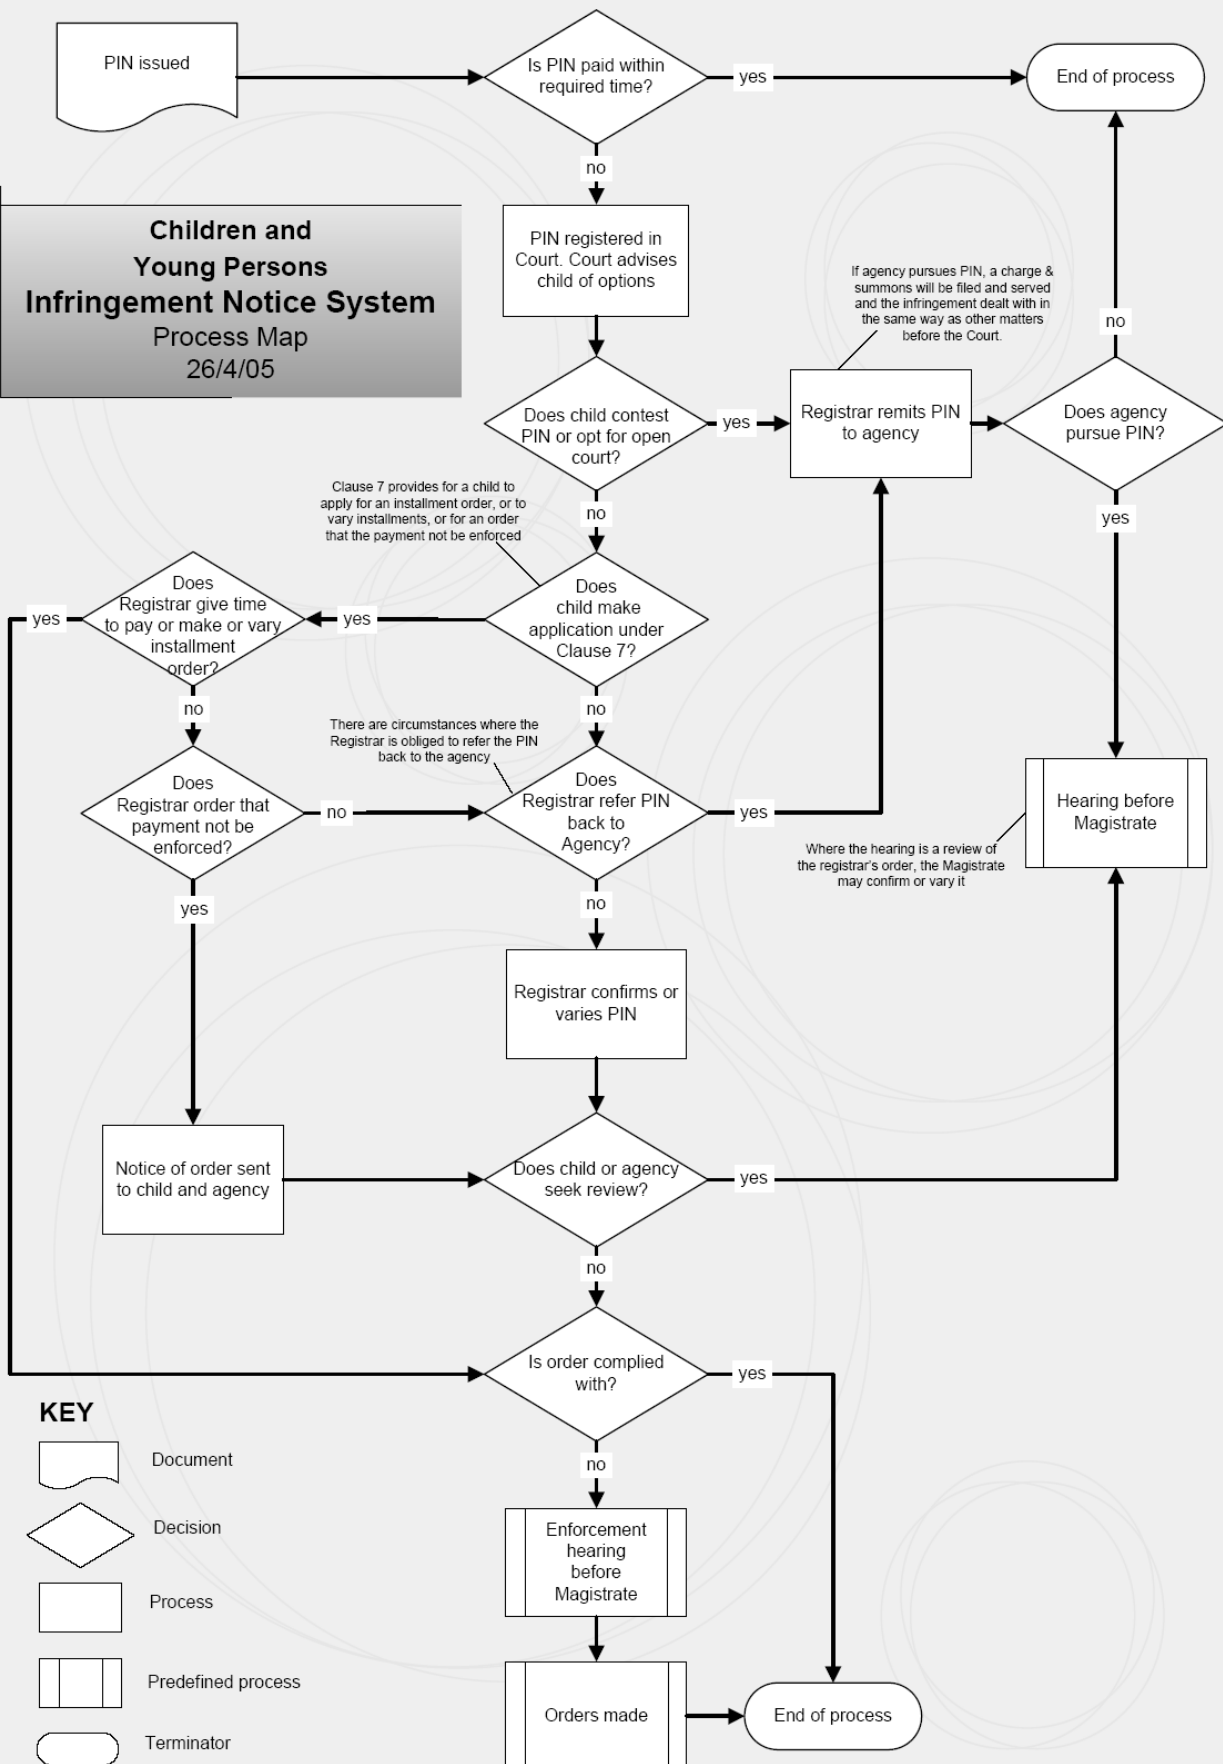 PIN issued
Is PIN paid within
required time?
yes
End of process
no
Children and
Young Persons
Infringement Notice System
Process Map
26/4/05
PIN registered in
Court. Court advises
child of options
If agency pursues PIN, a charge &
summons will be filed and served
and the infringement dealt with in
the same way as other matters
before the Court.
no
Does child contest
PIN or opt for open
court?
yes
Registrar remits PIN
to agency
Does agency
pursue PIN?
Clause 7 provides for a child to
apply for an installment order, or to
vary installments, or for an order
that the payment not be enforced
no
yes
Does
Registrar give time
to pay or make or vary
installment
order?
yes
yes
Does
child make
application under
Clause 7?
no
no
There are circumstances where the
Registrar is obliged to refer the PIN
back to the agency
Does
Registrar order that
payment not be
enforced?
no
Does
Registrar refer PIN
back to
Agency?
yes
Hearing before
Magistrate
Where the hearing is a review of
the registrar's order, the Magistrate
may confirm or vary it
yes
no
Registrar confirms or
varies PIN
Notice of order sent
to child and agency
Does child or agency
seek review?
yes
no
Is order complied
with?
yes
KEY
Document
no
Decision
Enforcement
hearing
before
Magistrate
Process
Predefined process
Orders made
End of process
Terminator